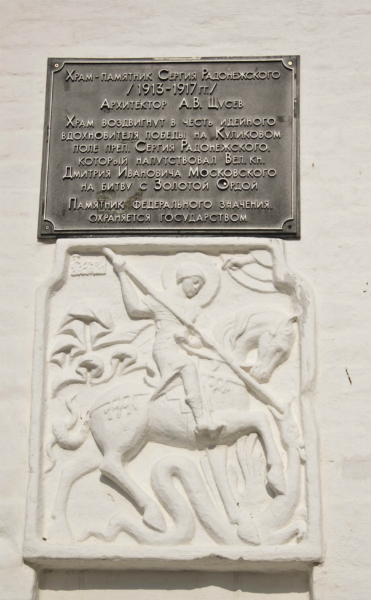 Храм-памятник Сергия Радонежского
/1913-1917 гг/
Архитектор А.В. Щусев
Храм воздвигнут в честь идейного
вдохновителя победы на Куликовом
поле преп. Сергия Радонежского,
который напутствовал Вел. кн.
Дмитрия Ивановича Московского
на битву с Золотой Ордой
Памятник федерального значения.
охраняется государством